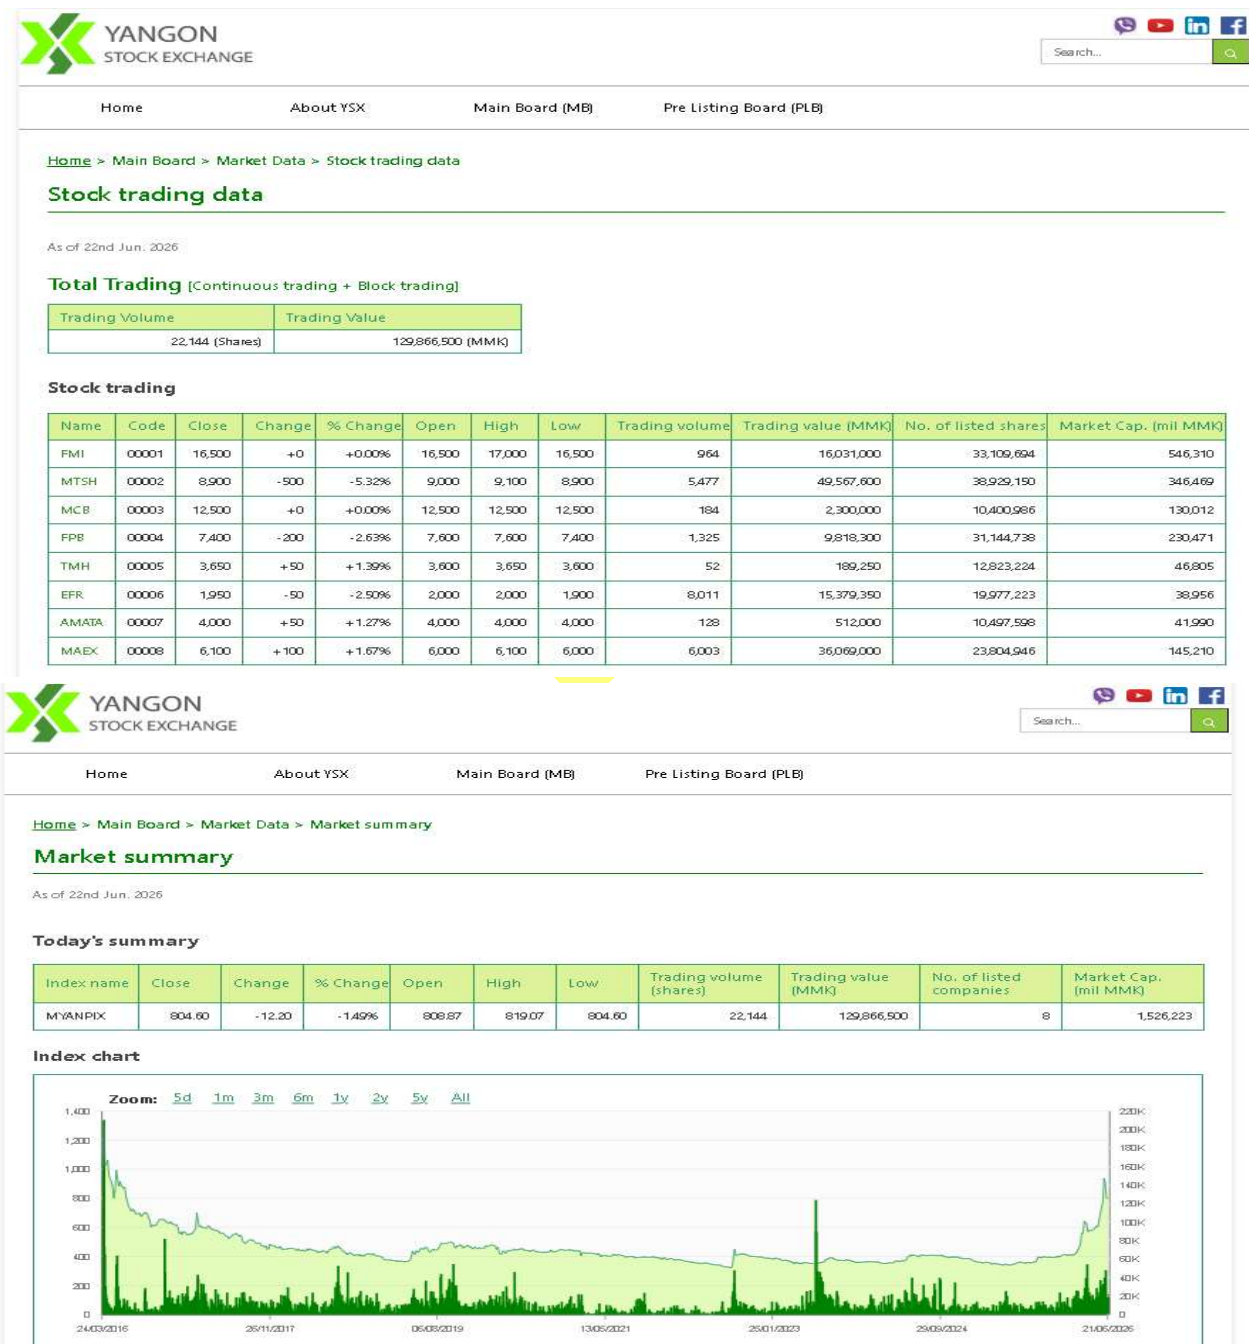 YANGON
STOCK EXCHANGE
Search...
Home About YSX Main Board (MB) Pre Listing Board (PLB)
Home > Main Board > Market Data > Stock trading data
Stock trading data
As of 22nd Jun. 2026
Total Trading [Continuous trading + Block trading]
Trading Volume Trading Value
22,144 (Shares) 129,866,500 (MMK)
Stock trading
Name Code Close Change % Change Open High Low Trading volume Trading value (MMK) No. of listed shares Market Cap. (mil MMK)
FMI 00001 16,500 +0 +0.00% 16,500 17,000 16,500 964 16,031,000 33,109,694 546,310
MTSH 00002 8,900 -500 -5.32% 9,000 9,100 8,900 5,477 49,567,600 38,929,150 346,469
MCB 00003 12,500 +0 +0.00% 12,500 12,500 12,500 184 2,300,000 10,400,986 130,012
FPB 00004 7,400 -200 -2.63% 7,600 7,600 7,400 1,325 9,818,300 31,144,738 230,471
TMH 00005 3,650 +50 +1.39% 3,600 3,650 3,600 52 189,250 12,823,224 46,805
EFR 00006 1,950 -50 -2.50% 2,000 2,000 1,900 8,011 15,379,350 19,977,223 38,956
AMATA 00007 4,000 +50 +1.27% 4,000 4,000 4,000 128 512,000 10,497,598 41,990
MAEX 00008 6,100 +100 +1.67% 6,000 6,100 6,000 6,003 36,069,000 23,804,946 145,210
YANGON
STOCK EXCHANGE
Search...
Home About YSX Main Board (MB) Pre Listing Board (PLB)
Home > Main Board > Market Data > Market summary
Market summary
As of 22nd Jun. 2026
Today's summary
Index name Close Change % Change Open High Low Trading volume (shares) Trading value (MMK) No. of listed companies Market Cap. (mil MMK)
MYANPIX 804.60 -12.20 -1.49% 808.87 819.07 804.60 22,144 129,866,500 8 1,526,223
Index chart
Zoom: 5d 1m 3m 6m 1y 2y 5y All
1,400 220K
200K
1,200 180K
1,000 160K
140K
800 120K
600 100K
80K
400 60K
40K
200 20K
0 0
24/03/2016 26/11/2017 06/08/2019 13/05/2021 25/01/2023 29/09/2024 21/06/2026